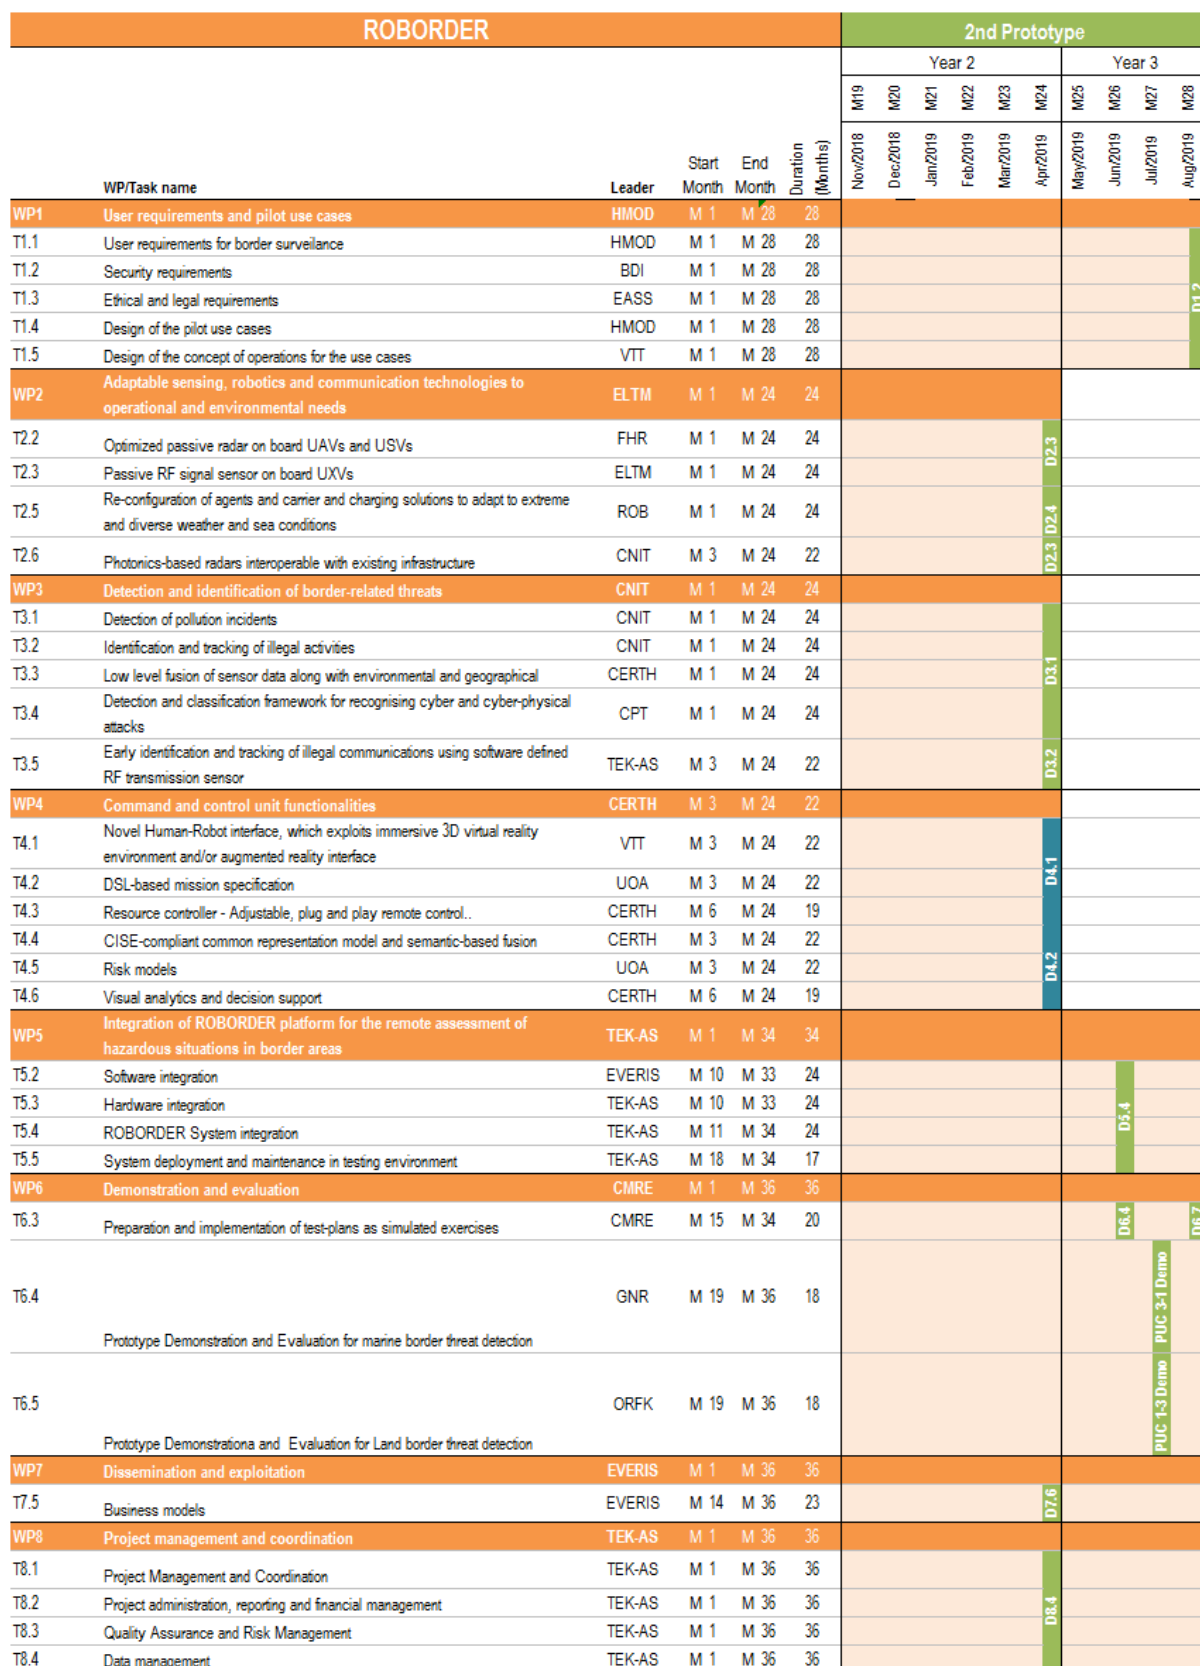 ROBORDER 2nd Prototype
Year 2 Year 3
M19 M20 M21 M22 M23 M24 M25 M26 M27 M28
Nov/2018 Dec/2018 Jan/2019 Feb/2019 Mar/2019 Apr/2019 May/2019 Jun/2019 Jul/2019 Aug/2019
WP/Task name Leader Start Month End Month Duration (Months)
WP1 User requirements and pilot use cases HMOD M 1 M 28 28
T1.1 User requirements for border surveilance HMOD M 1 M 28 28
T1.2 Security requirements BDI M 1 M 28 28
T1.3 Ethical and legal requirements EASS M 1 M 28 28 D1.2
T1.4 Design of the pilot use cases HMOD M 1 M 28 28
T1.5 Design of the concept of operations for the use cases VTT M 1 M 28 28
WP2 Adaptable sensing, robotics and communication technologies to
operational and environmental needs ELTM M 1 M 24 24
T2.2 Optimized passive radar on board UAVs and USVs FHR M 1 M 24 24 D2.3
T2.3 Passive RF signal sensor on board UXVs ELTM M 1 M 24 24
T2.5 Re-configuration of agents and carrier and charging solutions to adapt to extreme
and diverse weather and sea conditions ROB M 1 M 24 24 D2.4
T2.6 Photonics-based radars interoperable with existing infrastructure CNIT M 3 M 24 22 D2.3
WP3 Detection and identification of border-related threats CNIT M 1 M 24 24
T3.1 Detection of pollution incidents CNIT M 1 M 24 24
T3.2 Identification and tracking of illegal activities CNIT M 1 M 24 24
T3.3 Low level fusion of sensor data along with environmental and geographical CERTH M 1 M 24 24 D3.1
T3.4 Detection and classification framework for recognising cyber and cyber-physical
attacks CPT M 1 M 24 24
T3.5 Early identification and tracking of illegal communications using software defined
RF transmission sensor TEK-AS M 3 M 24 22 D3.2
WP4 Command and control unit functionalities CERTH M 3 M 24 22
T4.1 Novel Human-Robot interface, which exploits immersive 3D virtual reality
environment and/or augmented reality interface VTT M 3 M 24 22 D4.1
T4.2 DSL-based mission specification UOA M 3 M 24 22
T4.3 Resource controller - Adjustable, plug and play remote control.. CERTH M 6 M 24 19
T4.4 CISE-compliant common representation model and semantic-based fusion CERTH M 3 M 24 22
T4.5 Risk models UOA M 3 M 24 22 D4.2
T4.6 Visual analytics and decision support CERTH M 6 M 24 19
WP5 Integration of ROBORDER platform for the remote assessment of
hazardous situations in border areas TEK-AS M 1 M 34 34
T5.2 Software integration EVERIS M 10 M 33 24
T5.3 Hardware integration TEK-AS M 10 M 33 24 D5.4
T5.4 ROBORDER System integration TEK-AS M 11 M 34 24
T5.5 System deployment and maintenance in testing environment TEK-AS M 18 M 34 17
WP6 Demonstration and evaluation CMRE M 1 M 36 36
T6.3 Preparation and implementation of test-plans as simulated exercises CMRE M 15 M 34 20 D6.4 D6.7
T6.4 Prototype Demonstration and Evaluation for marine border threat detection GNR M 19 M 36 18 PUC 3-1 Demo
T6.5 Prototype Demonstrationa and Evaluation for Land border threat detection ORFK M 19 M 36 18 PUC 1-3 Demo
WP7 Dissemination and exploitation EVERIS M 1 M 36 36
T7.5 Business models EVERIS M 14 M 36 23 D7.6
WP8 Project management and coordination TEK-AS M 1 M 36 36
T8.1 Project Management and Coordination TEK-AS M 1 M 36 36
T8.2 Project administration, reporting and financial management TEK-AS M 1 M 36 36 D8.4
T8.3 Quality Assurance and Risk Management TEK-AS M 1 M 36 36
T8.4 Data management TEK-AS M 1 M 36 36